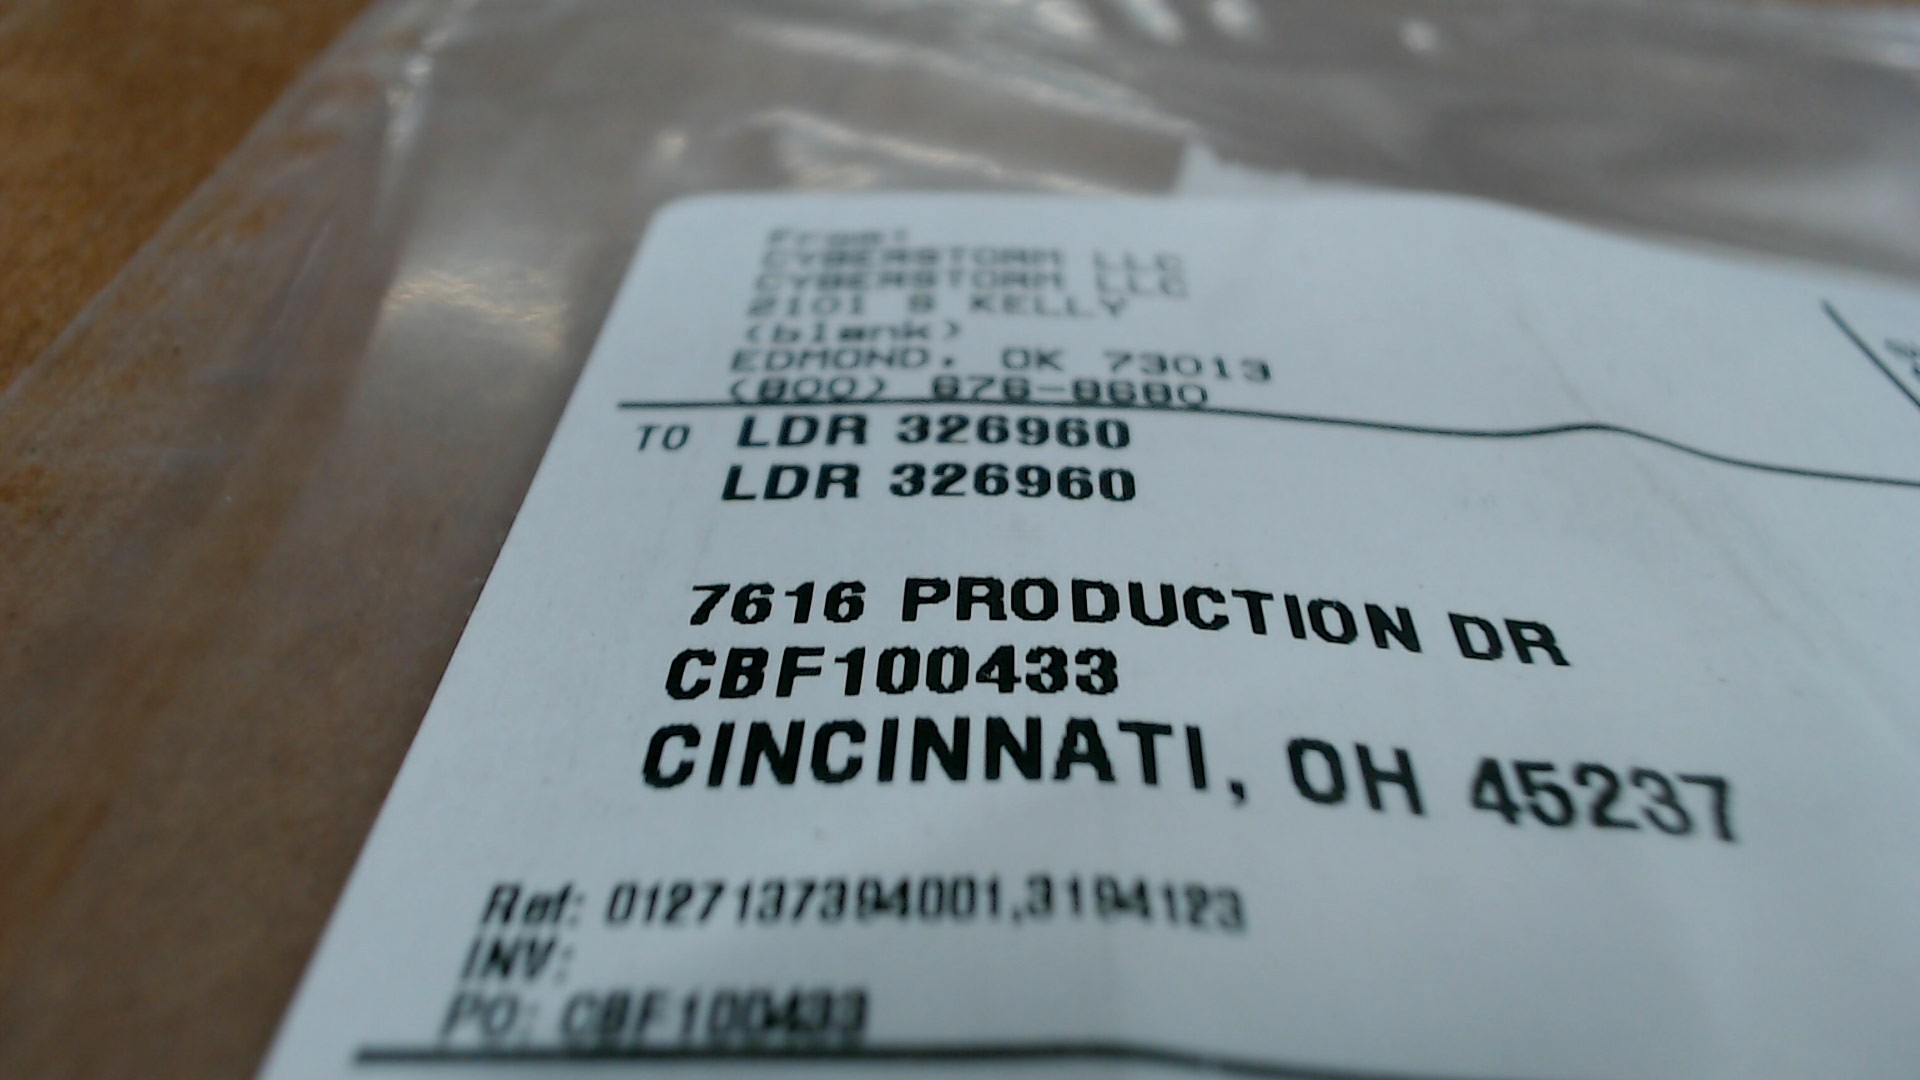 From:
CYBERSTORM LLC
CYBERSTORM LLC
2101 S KELLY
(blank)
EDMOND, OK 73013
(800) 676-8680
TO LDR 326960
LDR 326960
7616 PRODUCTION DR
CBF100433
CINCINNATI, OH 45237
Ref: 0127137394001,3194123
INV:
PO: CBF100433